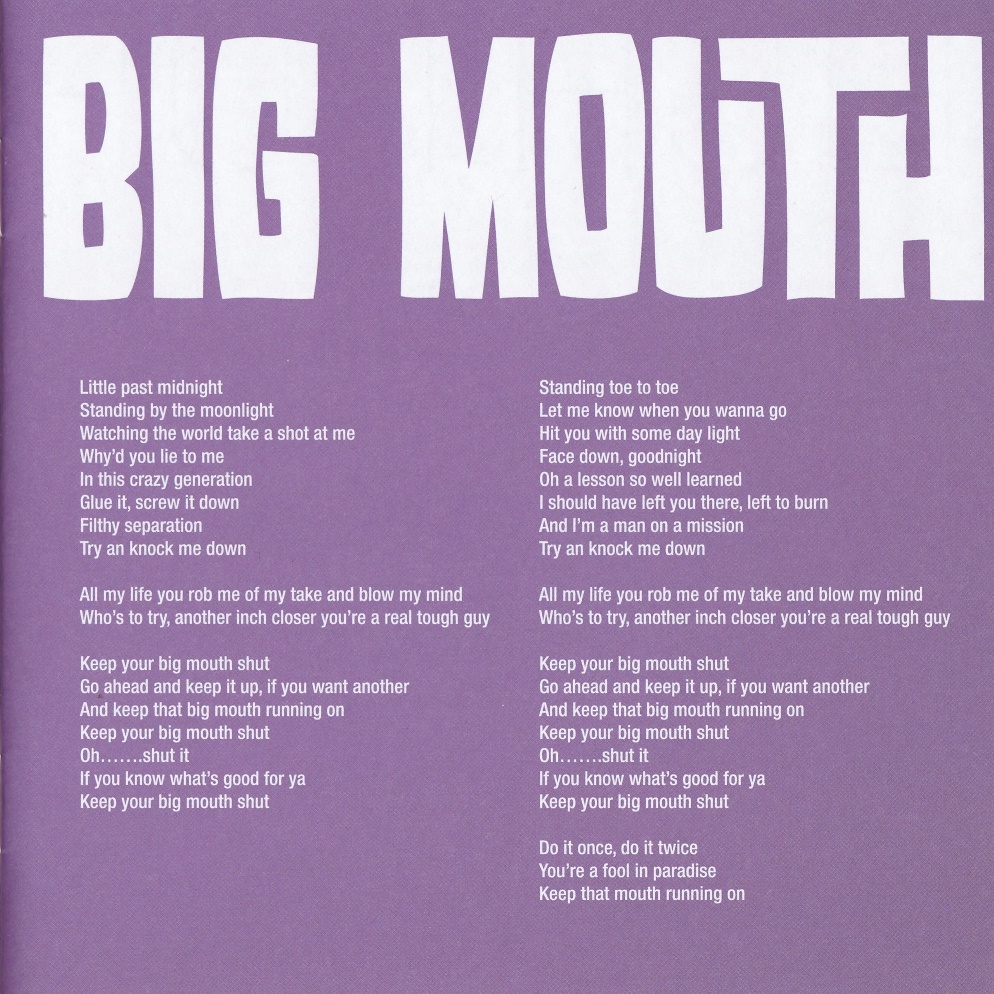 BIG MOUTH
Little past midnight
Standing by the moonlight
Watching the world take a shot at me
Why'd you lie to me
In this crazy generation
Glue it, screw it down
Filthy separation
Try an knock me down
All my life you rob me of my take and blow my mind
Who's to try, another inch closer you're a real tough guy
Keep your big mouth shut
Go ahead and keep it up, if you want another
And keep that big mouth running on
Keep your big mouth shut
Oh…….shut it
If you know what's good for ya
Keep your big mouth shut
Standing toe to toe
Let me know when you wanna go
Hit you with some day light
Face down, goodnight
Oh a lesson so well learned
I should have left you there, left to burn
And I'm a man on a mission
Try an knock me down
All my life you rob me of my take and blow my mind
Who's to try, another inch closer you're a real tough guy
Keep your big mouth shut
Go ahead and keep it up, if you want another
And keep that big mouth running on
Keep your big mouth shut
Oh…….shut it
If you know what's good for ya
Keep your big mouth shut
Do it once, do it twice
You're a fool in paradise
Keep that mouth running on